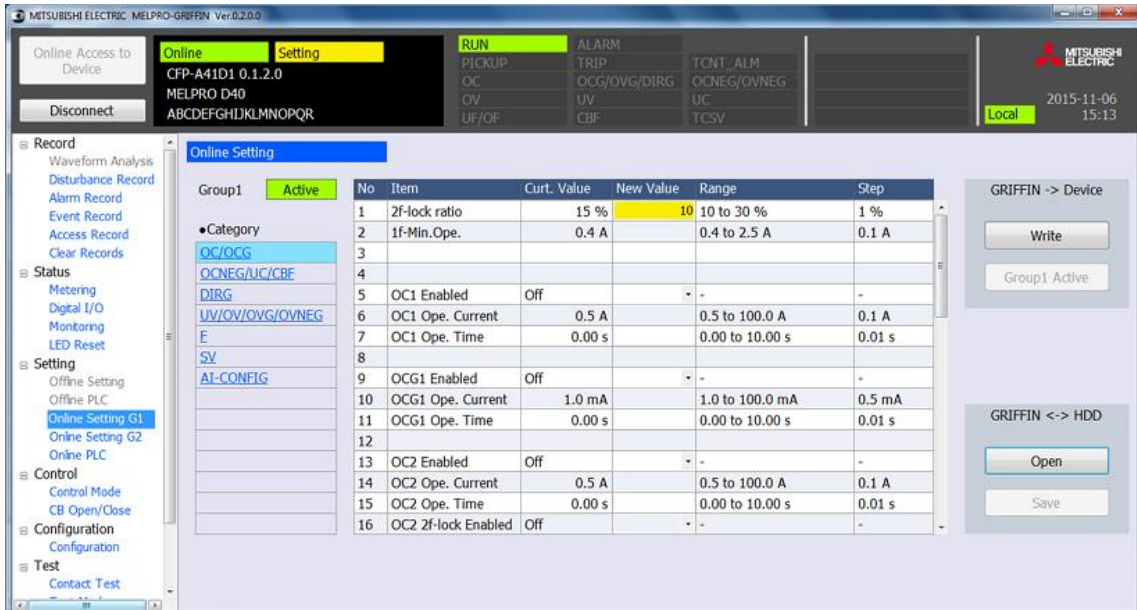 MITSUBISHI ELECTRIC MELPRO-GRIFFIN Ver.0.2.0.0
Online Access to
Device
Disconnect
Online Setting
CFP-A41D1 0.1.2.0
MELPRO D40
ABCDEFGHIJKLMNOPQR
RUN ALARM
PICKUP TRIP TCNT_ALM
OC OCG/OVG/DIRG OCNEG/OVNEG
OV UV UC
UF/OF CBF TCSV
MITSUBISHI
ELECTRIC
2015-11-06
Local 15:13
Record
Waveform Analysis
Disturbance Record
Alarm Record
Event Record
Access Record
Clear Records
Status
Metering
Digital I/O
Monitoring
LED Reset
Setting
Offline Setting
Offline PLC
Online Setting G1
Online Setting G2
Online PLC
Control
Control Mode
CB Open/Close
Configuration
Configuration
Test
Contact Test
Online Setting
Group1 Active
●Category
OC/OCG
OCNEG/UC/CBF
DIRG
UV/OV/OVG/OVNEG
F
SV
AI-CONFIG
No Item Curt. Value New Value Range Step
1 2f-lock ratio 15 % 10 10 to 30 % 1 %
2 1f-Min.Ope. 0.4 A 0.4 to 2.5 A 0.1 A
3
4
5 OC1 Enabled Off - -
6 OC1 Ope. Current 0.5 A 0.5 to 100.0 A 0.1 A
7 OC1 Ope. Time 0.00 s 0.00 to 10.00 s 0.01 s
8
9 OCG1 Enabled Off - -
10 OCG1 Ope. Current 1.0 mA 1.0 to 100.0 mA 0.5 mA
11 OCG1 Ope. Time 0.00 s 0.00 to 10.00 s 0.01 s
12
13 OC2 Enabled Off - -
14 OC2 Ope. Current 0.5 A 0.5 to 100.0 A 0.1 A
15 OC2 Ope. Time 0.00 s 0.00 to 10.00 s 0.01 s
16 OC2 2f-lock Enabled Off - -
GRIFFIN -> Device
Write
Group1 Active
GRIFFIN <-> HDD
Open
Save